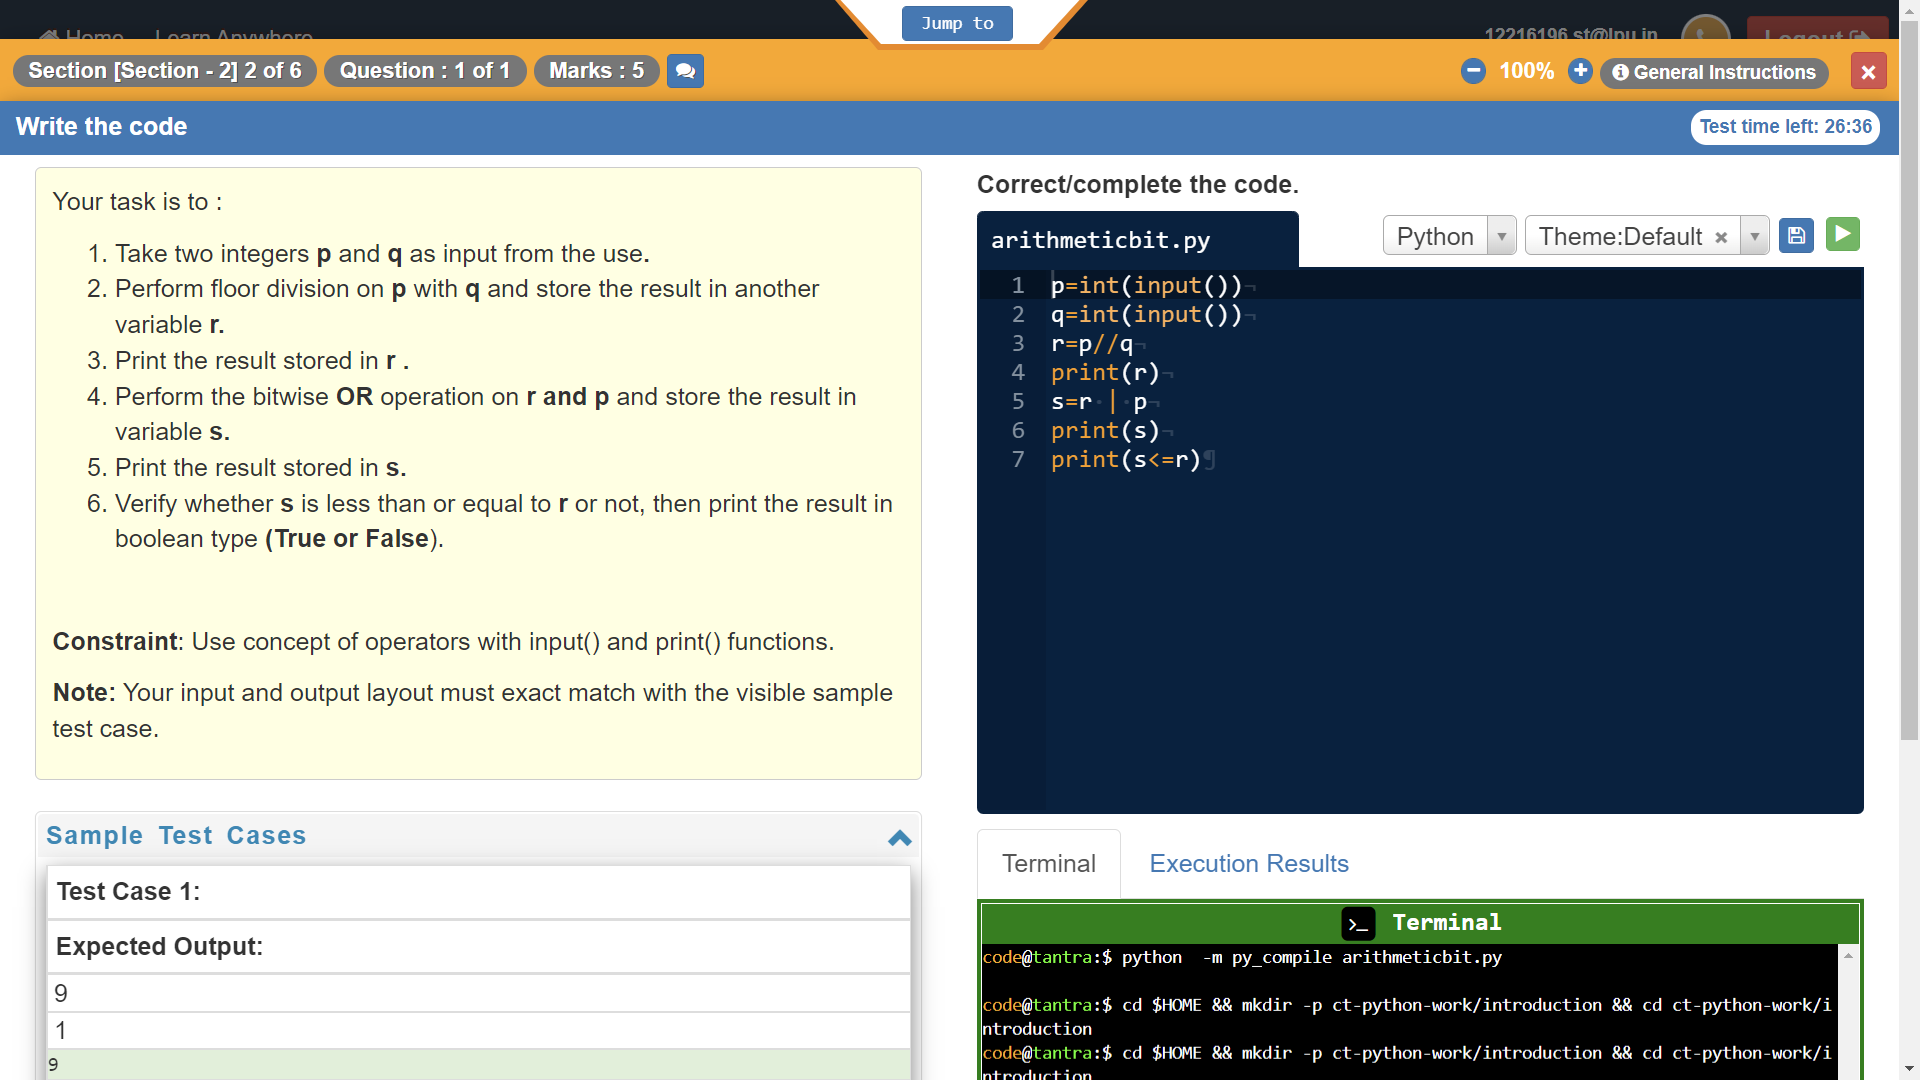 Jump to
Home Learn Anywhere 12216196.st@lpu.in Logout
Section [Section - 2] 2 of 6 Question : 1 of 1 Marks : 5 100% General Instructions
Write the code Test time left: 26:36
Your task is to :
1. Take two integers p and q as input from the use.
2. Perform floor division on p with q and store the result in another
variable r.
3. Print the result stored in r .
4. Perform the bitwise OR operation on r and p and store the result in
variable s.
5. Print the result stored in s.
6. Verify whether s is less than or equal to r or not, then print the result in
boolean type (True or False).
Constraint: Use concept of operators with input() and print() functions.
Note: Your input and output layout must exact match with the visible sample
test case.
Sample Test Cases
Test Case 1:
Expected Output:
9
1
9
Correct/complete the code.
arithmeticbit.py Python Theme:Default
1 p=int(input())
2 q=int(input())
3 r=p//q
4 print(r)
5 s=r | p
6 print(s)
7 print(s<=r)
Terminal Execution Results
Terminal
code@tantra:$ python  -m py_compile arithmeticbit.py
code@tantra:$ cd $HOME && mkdir -p ct-python-work/introduction && cd ct-python-work/i
ntroduction
code@tantra:$ cd $HOME && mkdir -p ct-python-work/introduction && cd ct-python-work/i
ntroduction